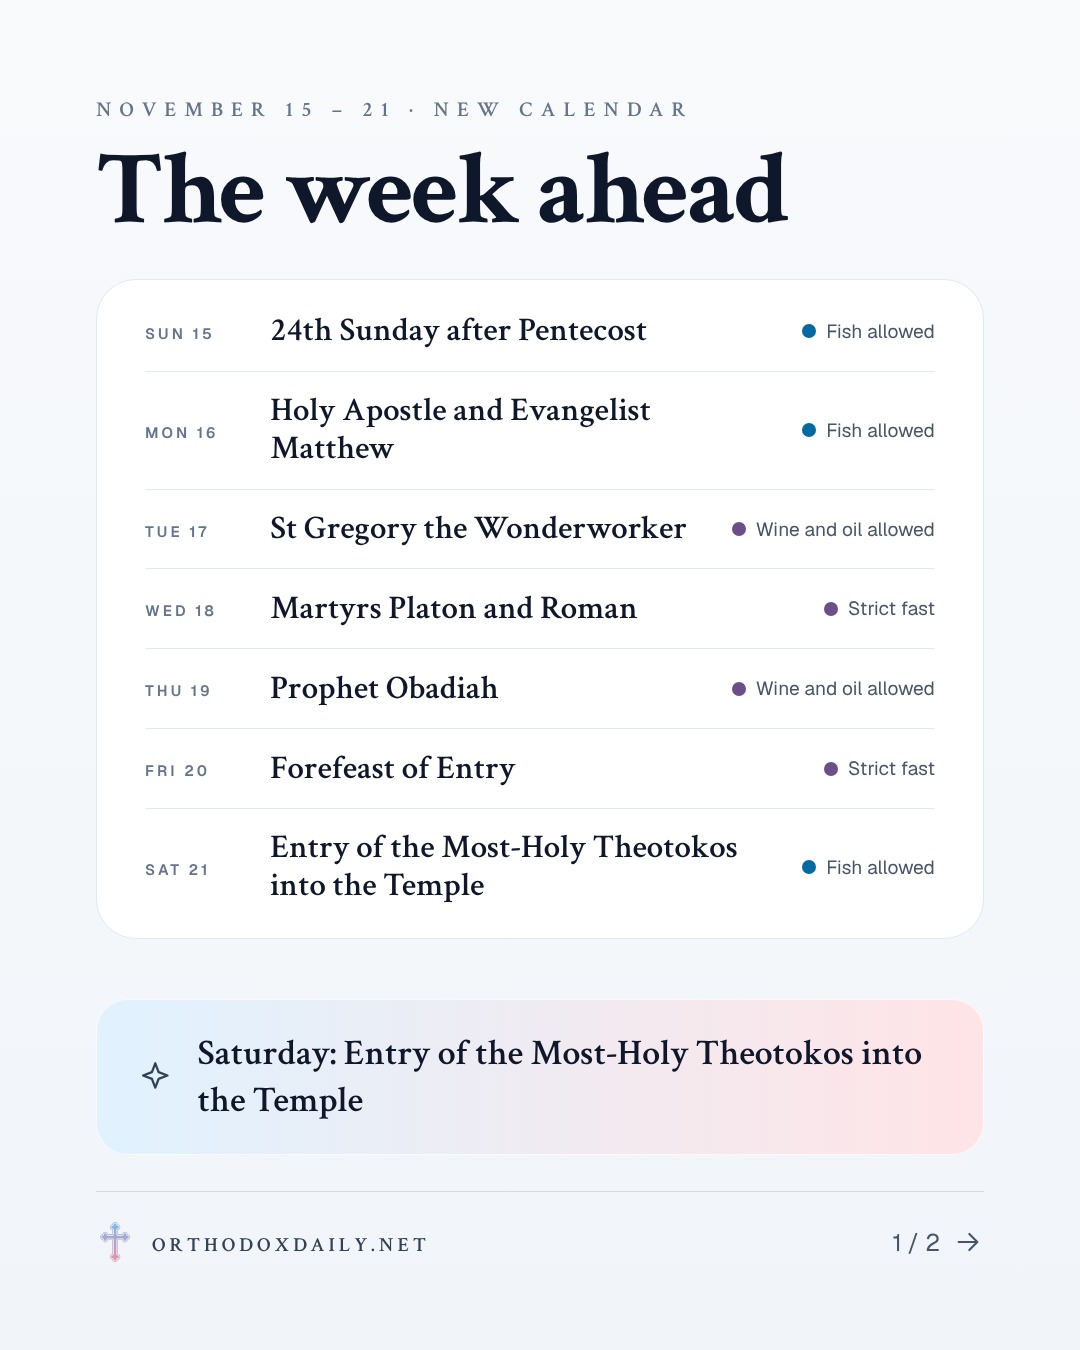 NOVEMBER 15 – 21 · NEW CALENDAR
The week ahead
SUN 15 24th Sunday after Pentecost Fish allowed
MON 16 Holy Apostle and Evangelist
Matthew Fish allowed
TUE 17 St Gregory the Wonderworker Wine and oil allowed
WED 18 Martyrs Platon and Roman Strict fast
THU 19 Prophet Obadiah Wine and oil allowed
FRI 20 Forefeast of Entry Strict fast
SAT 21 Entry of the Most-Holy Theotokos
into the Temple Fish allowed
Saturday: Entry of the Most-Holy Theotokos into
the Temple
ORTHODOXDAILY.NET 1 / 2 →